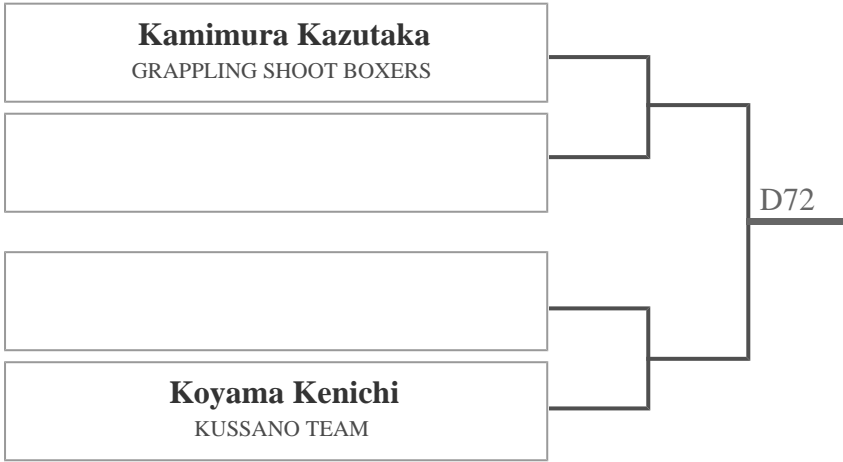 Kamimura Kazutaka
GRAPPLING SHOOT BOXERS
D72
Koyama Kenichi
KUSSANO TEAM